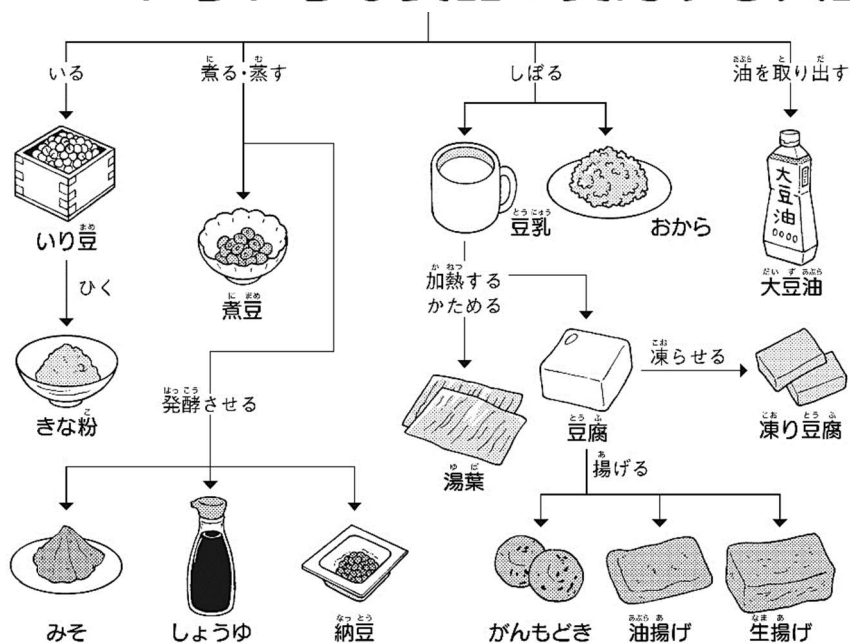 いる
煮る・蒸す
しぼる
油を取り出す
いり豆
ひく
きな粉
煮豆
発酵させる
みそ
しょうゆ
納豆
豆乳
おから
加熱する
かためる
湯葉
豆腐
凍らせる
凍り豆腐
揚げる
がんもどき
油揚げ
生揚げ
大豆油
大豆油